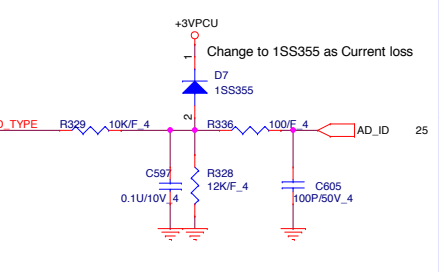 +3VPCU
Change to 1SS355 as Current loss
1
D7
1SS355
2
D_TYPE
R329
10K/F_4
R336
100/F_4
AD_ID
25
C597
0.1U/10V_4
R328
12K/F_4
C605
100P/50V_4